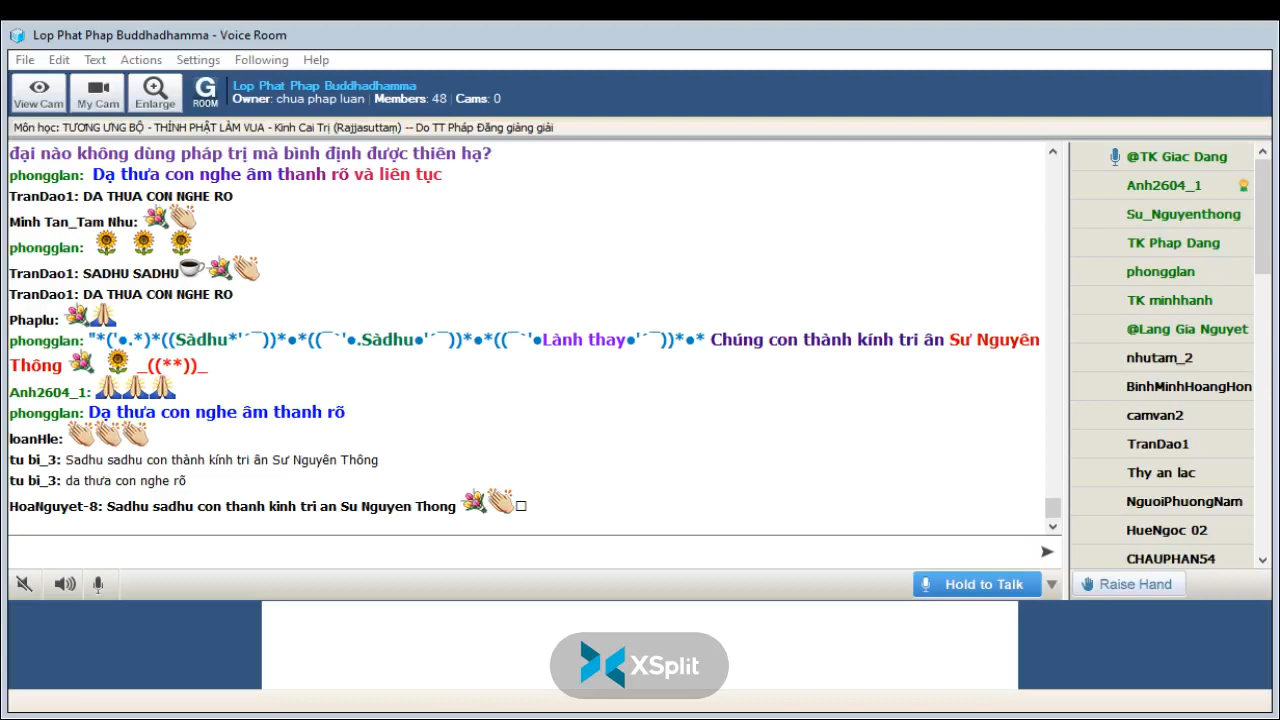 Lop Phat Phap Buddhadhamma - Voice Room
File Edit Text Actions Settings Following Help
View Cam My Cam Enlarge G ROOM
Lop Phat Phap Buddhadhamma
Owner: chua phap luan | Members: 48 | Cams: 0
Môn học: TƯƠNG ƯNG BỘ - THỈNH PHẬT LÀM VUA - Kinh Cai Trị (Rajjasuttaṃ) -- Do TT Pháp Đăng giảng giải
đại nào không dùng pháp trị mà bình định được thiên hạ?
phongglan: Dạ thưa con nghe âm thanh rõ và liên tục
TranDao1: DA THUA CON NGHE RO
Minh Tan_Tam Nhu:
phongglan:
TranDao1: SADHU SADHU
TranDao1: DA THUA CON NGHE RO
Phaplu:
phongglan: "*('●.*)*((Sàdhu*'´¯))*●*((¯`'●.Sàdhu●'´¯))*●*((¯`'●Lành thay●'´¯))*●* Chúng con thành kính tri ân Sư Nguyên
Thông _((**))_
Anh2604_1:
phongglan: Dạ thưa con nghe âm thanh rõ
loanHle:
tu bi_3: Sadhu sadhu con thành kính tri ân Sư Nguyên Thông
tu bi_3: da thưa con nghe rõ
HoaNguyet-8: Sadhu sadhu con thanh kinh tri an Su Nguyen Thong □
Hold to Talk
@TK Giac Dang
Anh2604_1
Su_Nguyenthong
TK Phap Dang
phongglan
TK minhhanh
@Lang Gia Nguyet
nhutam_2
BinhMinhHoangHon
camvan2
TranDao1
Thy an lac
NguoiPhuongNam
HueNgoc 02
CHAUPHAN54
Raise Hand
XSplit